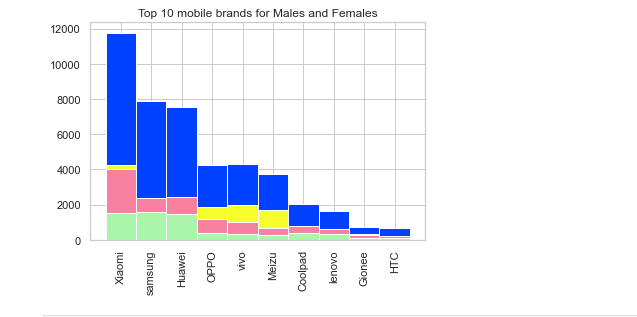 Top 10 mobile brands for Males and Females
12000
10000
8000
6000
4000
2000
0
Xiaomi
samsung
Huawei
OPPO
vivo
Meizu
Coolpad
lenovo
Gionee
HTC